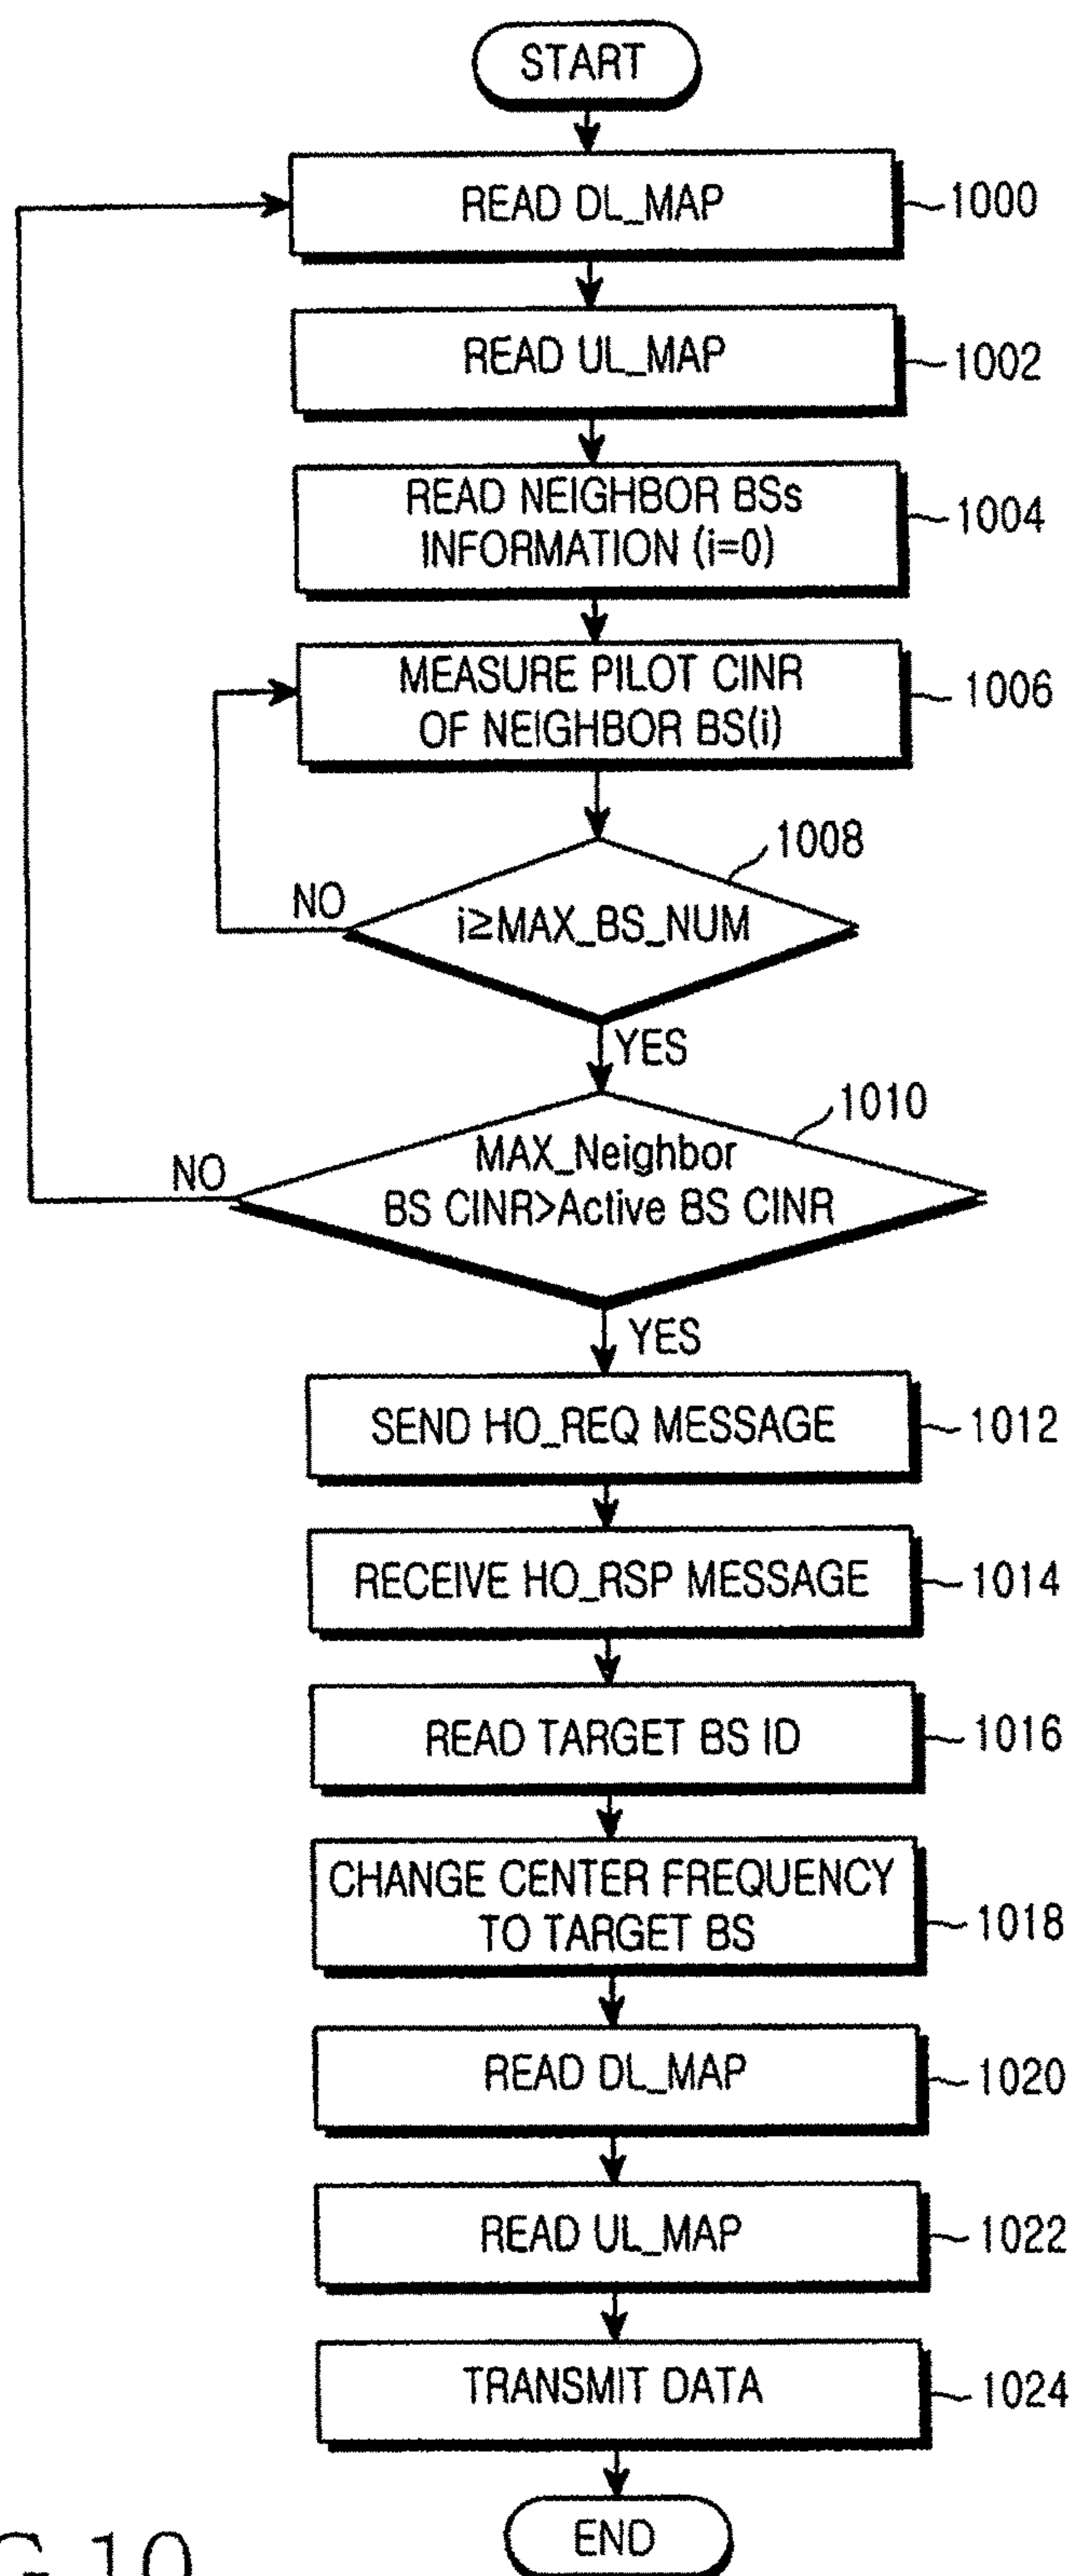 START
READ DL_MAP
1000
READ UL_MAP
1002
READ NEIGHBOR BSs
INFORMATION (i=0)
1004
MEASURE PILOT CINR
OF NEIGHBOR BS(i)
1006
1008
NO
i≥MAX_BS_NUM
YES
1010
NO
MAX_Neighbor
BS CINR>Active BS CINR
YES
SEND HO_REQ MESSAGE
1012
RECEIVE HO_RSP MESSAGE
1014
READ TARGET BS ID
1016
CHANGE CENTER FREQUENCY
TO TARGET BS
1018
READ DL_MAP
1020
READ UL_MAP
1022
TRANSMIT DATA
1024
END
G.10